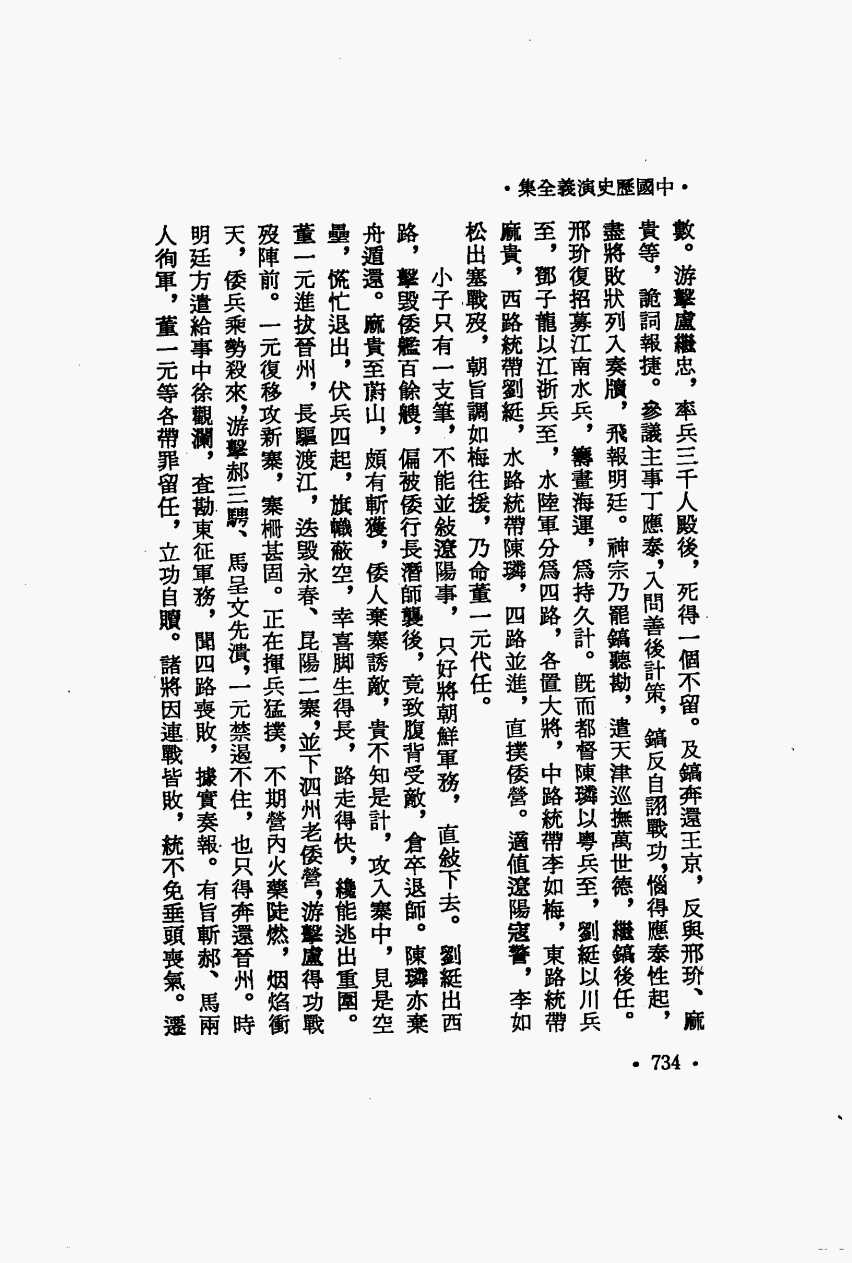 ·中國歷史演義全集·
數。游擊盧繼忠，率兵三千人殿後，死得一個不留。及鎬奔還王京，反與邢玠、麻
貴等，詭詞報捷。參議主事丁應泰，入問善後計策，鎬反自詡戰功，惱得應泰性起，
盡將敗狀列入奏牘，飛報明廷。神宗乃罷鎬聽勘，遣天津巡撫萬世德，繼鎬後任。
邢玠復招募江南水兵，籌畫海運，爲持久計。旣而都督陳璘以粵兵至，劉綎以川兵
至，鄧子龍以江浙兵至，水陸軍分爲四路，各置大將，中路統帶李如梅，東路統帶
麻貴，西路統帶劉綎，水路統帶陳璘，四路並進，直撲倭營。適值遼陽寇警，李如
松出塞戰歿，朝旨調如梅往援，乃命董一元代任。
小子只有一支筆，不能並敍遼陽事，只好將朝鮮軍務，直敍下去。劉綎出西
路，擊毀倭艦百餘艘，偏被倭行長潛師襲後，竟致腹背受敵，倉卒退師。陳璘亦棄
舟遁還。麻貴至蔚山，頗有斬獲，倭人棄寨誘敵，貴不知是計，攻入寨中，見是空
壘，慌忙退出，伏兵四起，旗幟蔽空，幸喜脚生得長，路走得快，纔能逃出重圍。
董一元進拔晉州，長驅渡江，迭毀永春、昆陽二寨，並下泗州老倭營，游擊盧得功戰
歿陣前。一元復移攻新寨，寨栅甚固。正在揮兵猛撲，不期營內火藥陡燃，烟焰衝
天，倭兵乘勢殺來，游擊郝三聘、馬呈文先潰，一元禁遏不住，也只得奔還晉州。時
明廷方遣給事中徐觀瀾，查勘東征軍務，聞四路喪敗，據實奏報。有旨斬郝、馬兩
人徇軍，董一元等各帶罪留任，立功自贖。諸將因連戰皆敗，統不免垂頭喪氣。遷
·734·